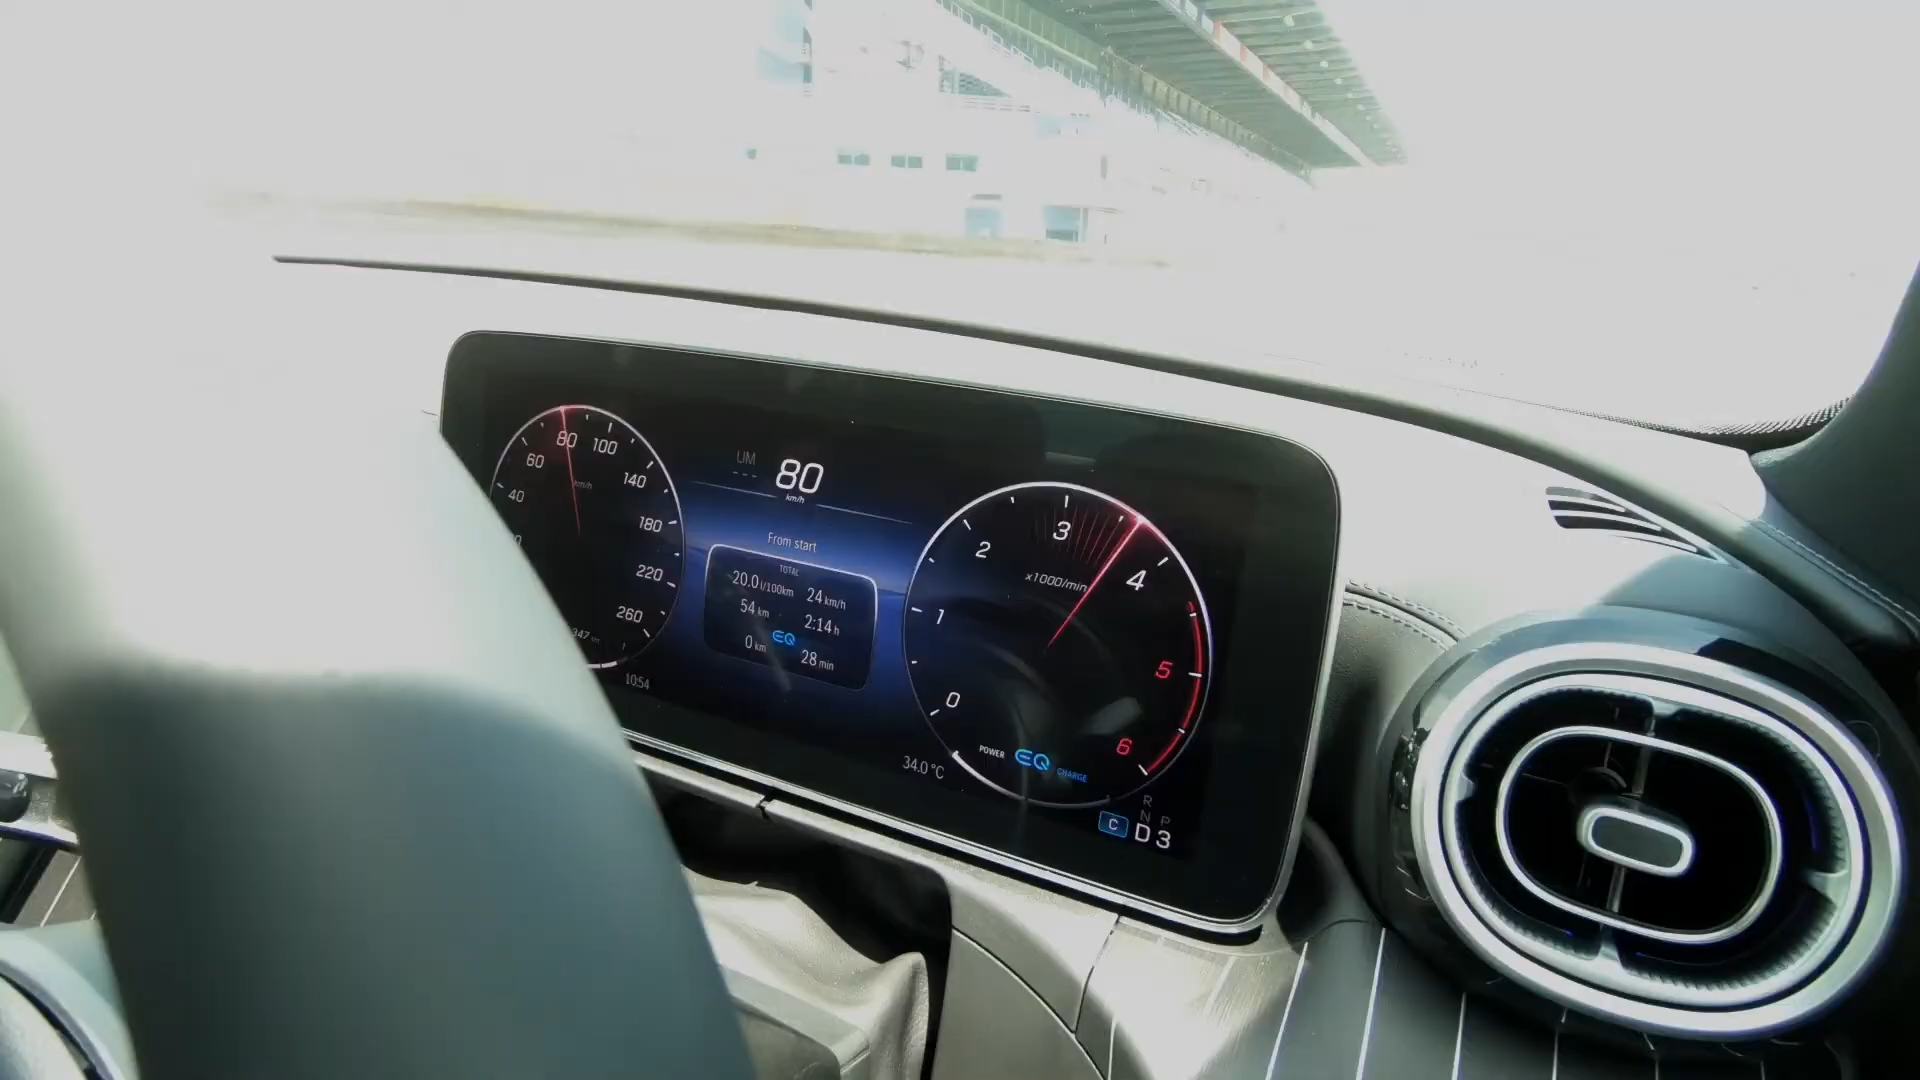 80 100
60
140
40
180
220
260
km/h
10:54
LIM
---
80
km/h
From start
TOTAL
20.0 l/100km 24 km/h
54 km 2:14 h
EQ
0 km 28 min
3
2
4
x1000/min
1
5
0
6
POWER EQ CHARGE
34.0 °C
R
N P
C D 3